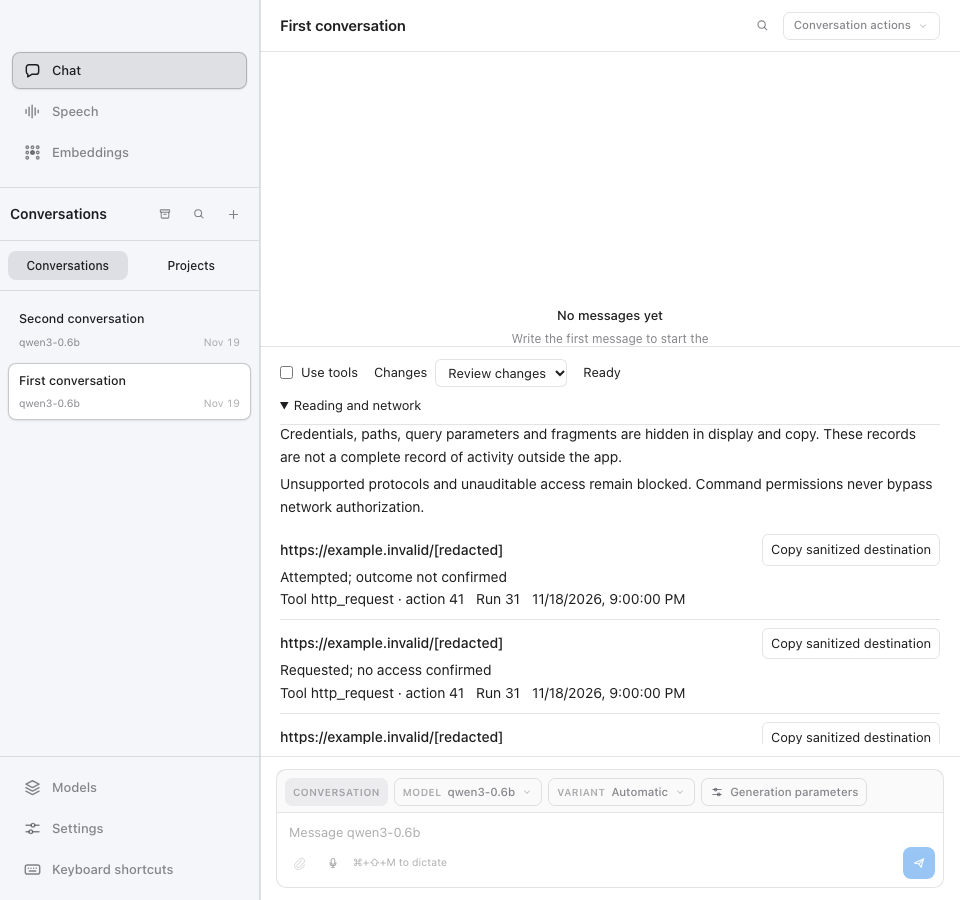 Chat
Speech
Embeddings
Conversations
Conversations
Projects
Second conversation
qwen3-0.6b
Nov 19
First conversation
qwen3-0.6b
Nov 19
Models
Settings
Keyboard shortcuts
First conversation
Conversation actions
No messages yet
Write the first message to start the
Use tools
Changes
Review changes
Ready
Reading and network
Credentials, paths, query parameters and fragments are hidden in display and copy. These records
are not a complete record of activity outside the app.
Unsupported protocols and unauditable access remain blocked. Command permissions never bypass
network authorization.
https://example.invalid/[redacted]
Copy sanitized destination
Attempted; outcome not confirmed
Tool http_request · action 41 Run 31 11/18/2026, 9:00:00 PM
https://example.invalid/[redacted]
Copy sanitized destination
Requested; no access confirmed
Tool http_request · action 41 Run 31 11/18/2026, 9:00:00 PM
https://example.invalid/[redacted]
Copy sanitized destination
CONVERSATION
MODEL qwen3-0.6b
VARIANT Automatic
Generation parameters
Message qwen3-0.6b
⌘+⇧+M to dictate